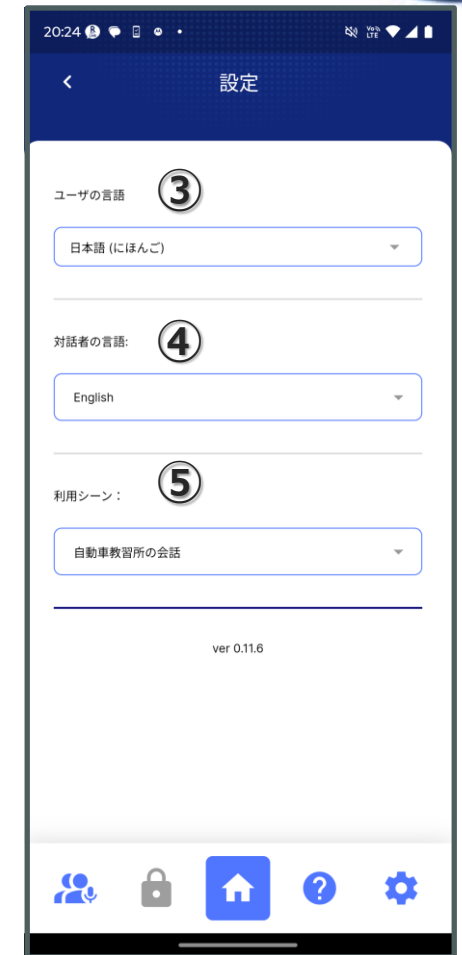 20:24
Vo))
LTE
設定
ユーザの言語 ③
日本語 (にほんご)
対話者の言語: ④
English
利用シーン： ⑤
自動車教習所の会話
ver 0.11.6
?